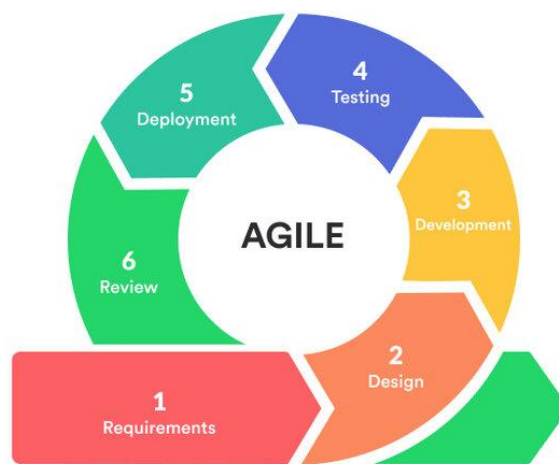 AGILE
1
Requirements
2
Design
3
Development
4
Testing
5
Deployment
6
Review